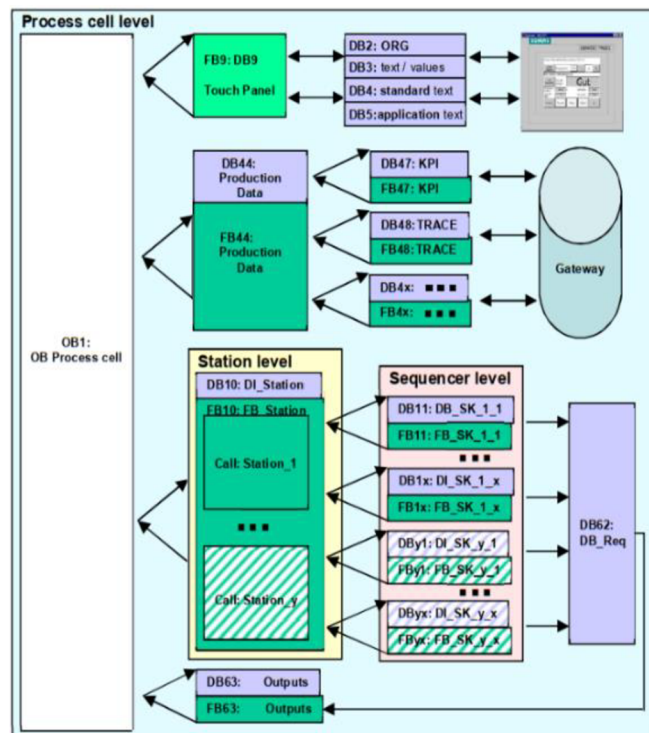 Process cell level
OB1:
OB Process cell
FB9: DB9
Touch Panel
DB2: ORG
DB3: text / values
DB4: standard text
DB5:application text
Cut
DB44:
Production
Data
FB44:
Production
Data
DB47: KPI
FB47: KPI
DB48: TRACE
FB48: TRACE
DB4x: ■ ■ ■
FB4x: ■ ■ ■
Gateway
Station level
DB10: DI_Station
FB10: FB_Station
Call: Station_1
■ ■ ■
Call: Station_y
Sequencer level
DB11: DB_SK_1_1
FB11: FB_SK_1_1
■ ■ ■
DB1x: DI_SK_1_x
FB1x: FB_SK_1_x
DBy1: DI_SK_y_1
FBy1: FB_SK_y_1
■ ■ ■
DByx: DI_SK_y_x
FByx: FB_SK_y_x
DB62:
DB_Req
DB63: Outputs
FB63: Outputs